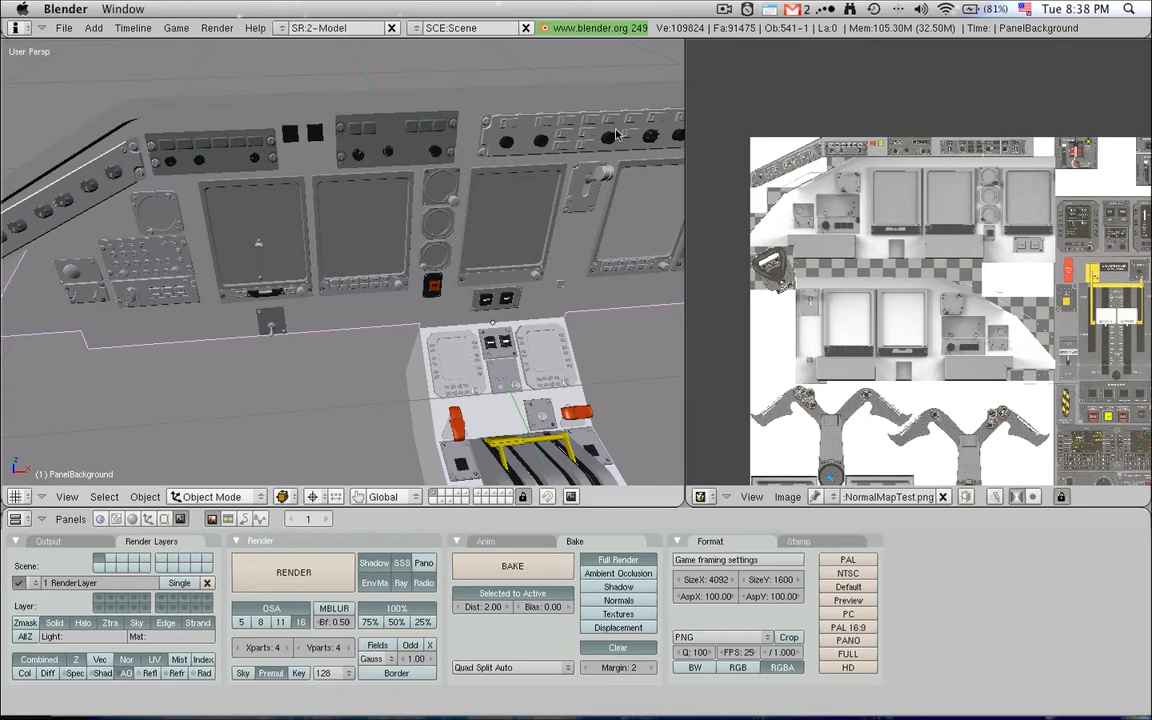 Blender Window
2 (81%) Tue 8:38 PM
File Add Timeline Game Render Help SR:2-Model SCE:Scene www.blender.org 249 Ve:109824 | Fa:91475 | Ob:541-1 | La:0 | Mem:105.30M (32.50M) | Time: | PanelBackground
User Persp
(1) PanelBackground
View Select Object Object Mode Global
View Image :NormalMapTest.png
Panels 1
Output Render Layers
Scene:
1 RenderLayer Single
Layer:
Zmask Solid Halo Ztra Sky Edge Strand
AllZ Light: Mat:
Combined Z Vec Nor UV Mist Index
Col Diff Spec Shad AO Refl Refr Rad
Render
RENDER
Shadow SSS Pano
EnvMa Ray Radio
OSA MBLUR 100%
5 8 11 16 Bf: 0.50 75% 50% 25%
Xparts: 4 Yparts: 4 Fields Odd X
Gauss 1.00
Sky Premul Key 128 Border
Anim Bake
BAKE
Selected to Active
Dist: 2.00 Bias: 0.00
Quad Split Auto
Full Render
Ambient Occlusion
Shadow
Normals
Textures
Displacement
Clear
Margin: 2
Format Stamp
Game framing settings
SizeX: 4092 SizeY: 1600
AspX: 100.00 AspY: 100.00
PNG Crop
Q: 100 FPS: 25 / 1.000
BW RGB RGBA
PAL
NTSC
Default
Preview
PC
PAL 16:9
PANO
FULL
HD